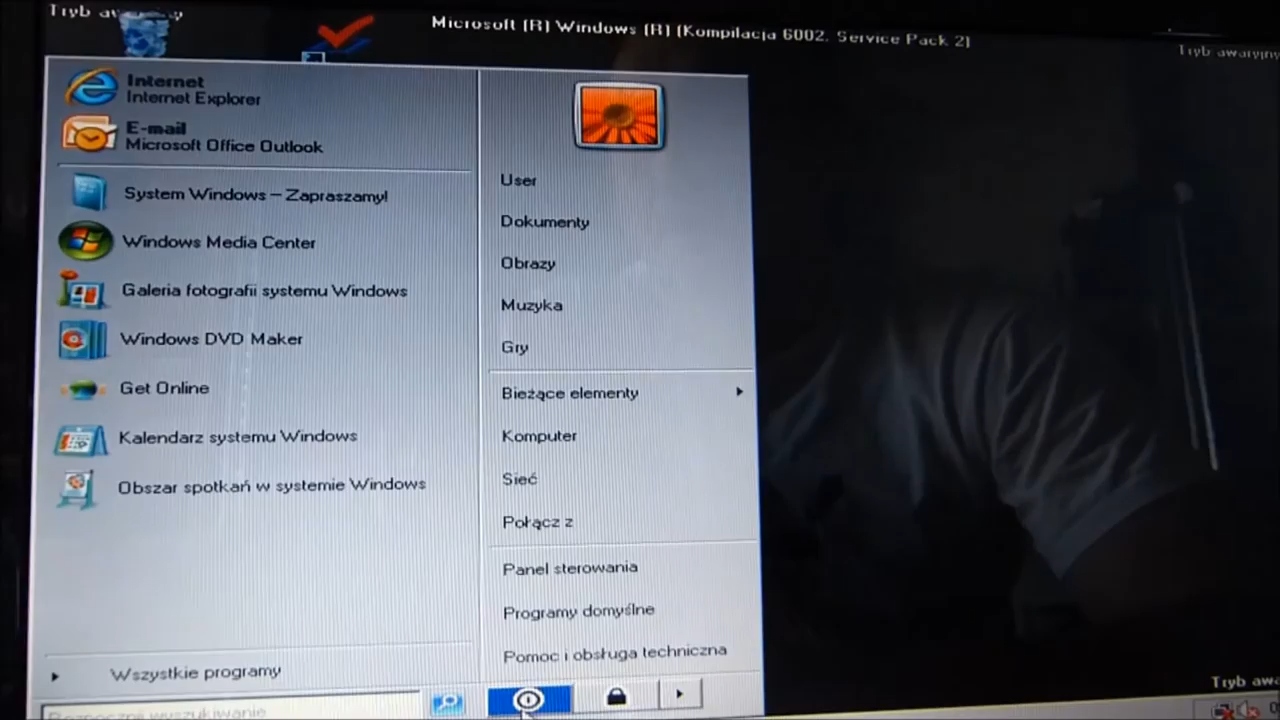 Tryb
Microsoft (R) Windows (R) (Kompilacja 6002: Service Pack 2)
Tryb awaryjny
Internet
Internet Explorer
E-mail
Microsoft Office Outlook
System Windows – Zapraszamy!
Windows Media Center
Galeria fotografii systemu Windows
Windows DVD Maker
Get Online
Kalendarz systemu Windows
Obszar spotkań w systemie Windows
Wszystkie programy
Rozpocznij wyszukiwanie
User
Dokumenty
Obrazy
Muzyka
Gry
Bieżące elementy
Komputer
Sieć
Połącz z
Panel sterowania
Programy domyślne
Pomoc i obsługa techniczna
Tryb awa